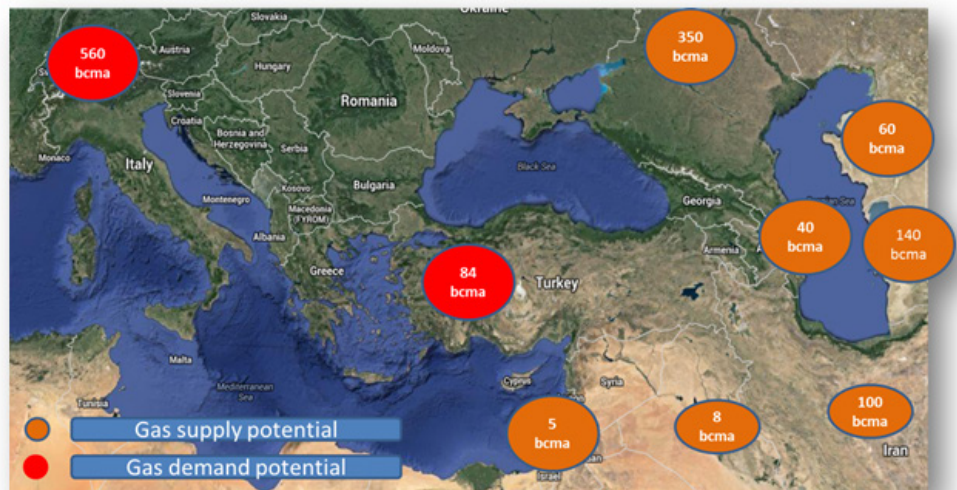 Slovakia
Ukraine
560
bcma
Austria
350
bcma
Moldova
Hungary
Slovenia
Romania
Croatia
60
bcma
Bosnia and
Herzegovina
Monaco
Serbia
Italy
Black Sea
Kosovo
Bulgaria
Montenegro
Georgia
Macedonia
(FYROM)
40
bcma
140
bcma
Albania
Armenia
Greece
84
bcma
Turkey
Malta
Cyprus
Syria
Mediterranean
Sea
Tunisia
100
bcma
5
bcma
8
bcma
Gas supply potential
Iran
Gas demand potential
Israel